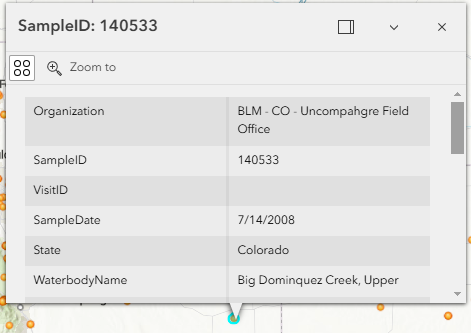 SampleID: 140533
Zoom to
Organization BLM - CO - Uncompahgre Field
Office
SampleID 140533
VisitID
SampleDate 7/14/2008
State Colorado
WaterbodyName Big Dominquez Creek, Upper